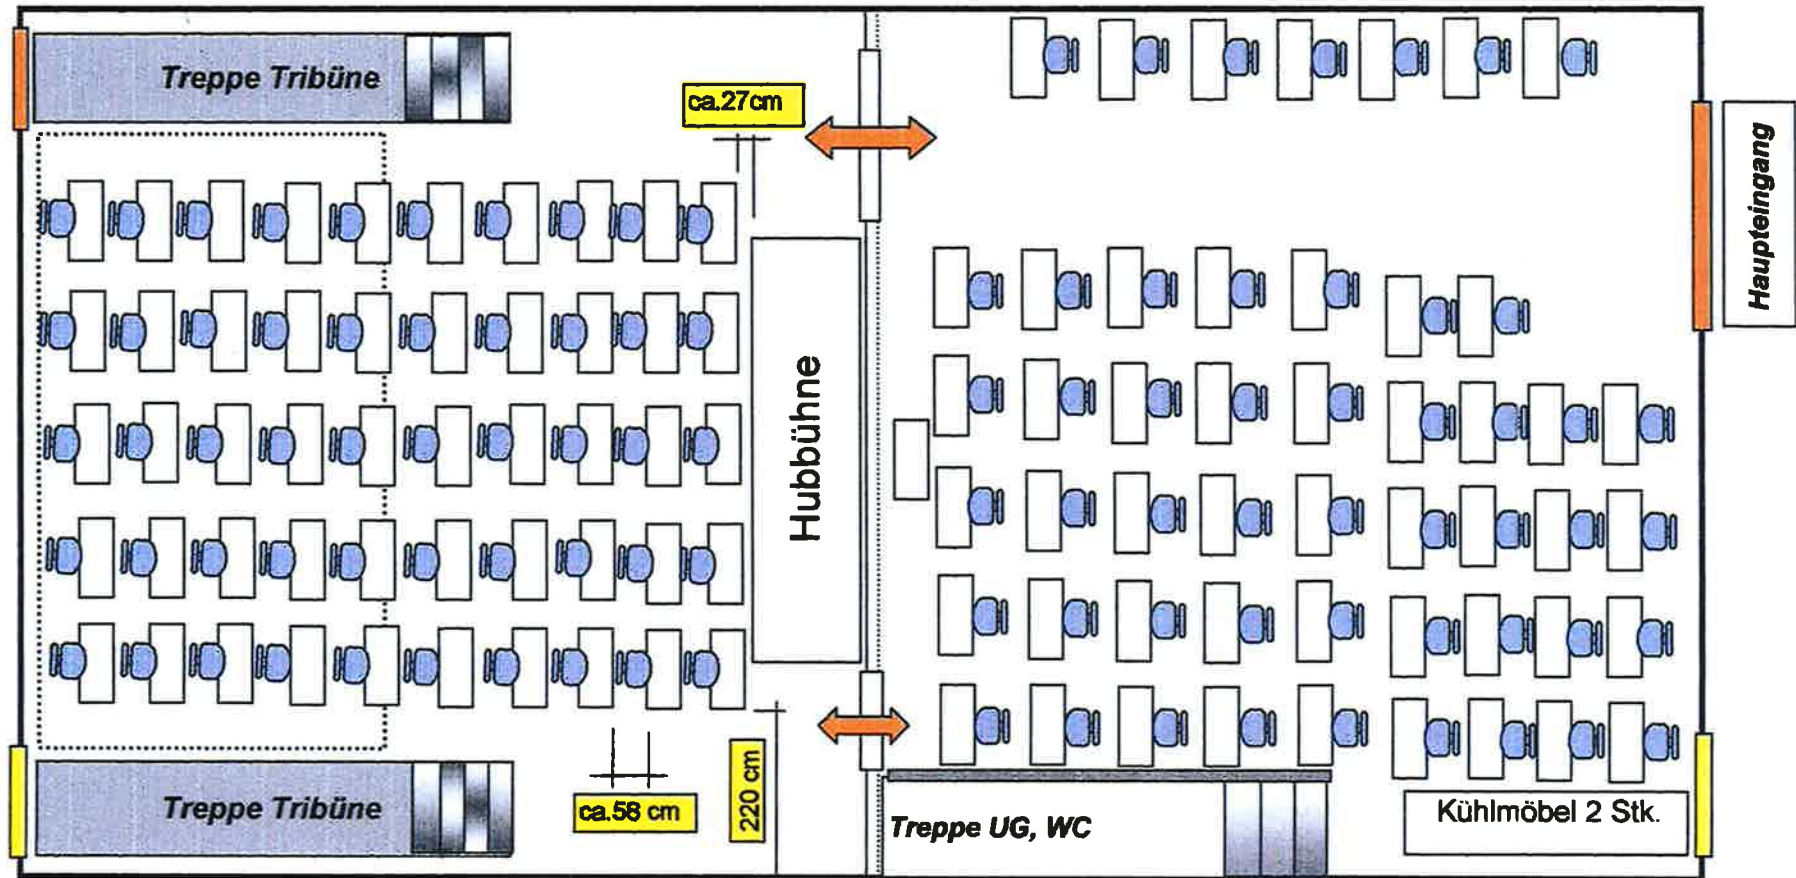 Treppe Tribüne
ca.27cm
Haupteingang
Hubbühne
Treppe Tribüne
ca.58 cm
220 cm
Treppe UG, WC
Kühlmöbel 2 Stk.